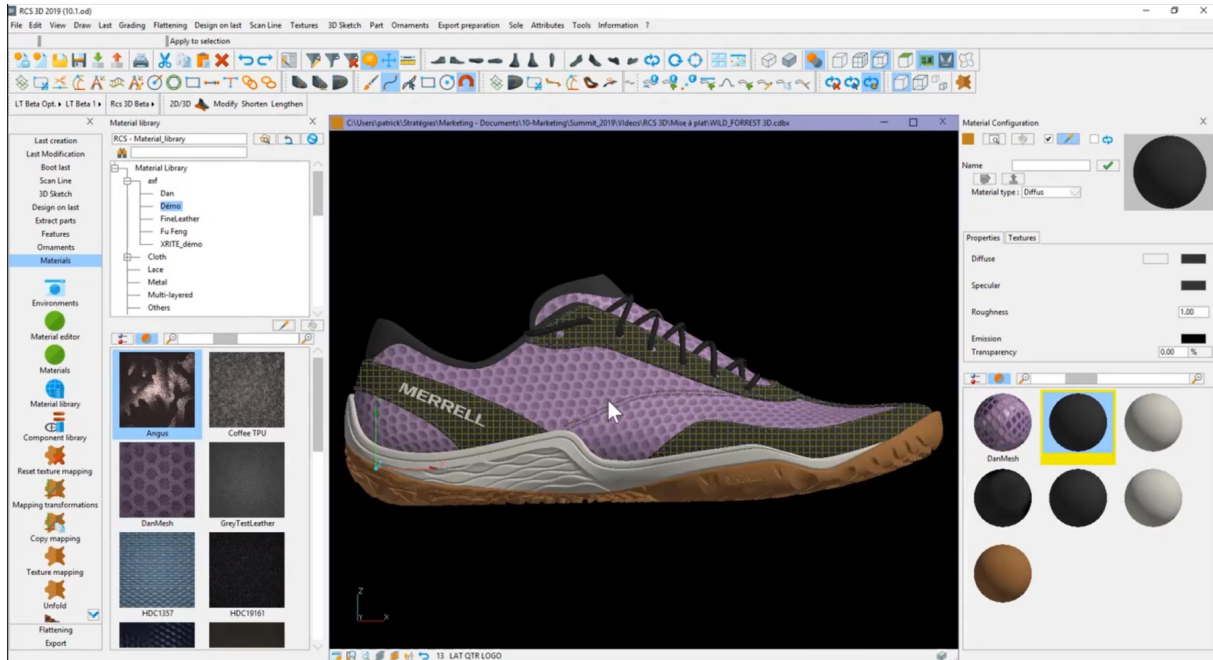 RCS 3D 2019 (10.1.od)
File Edit View Draw Last Grading Flattening Design on last Scan Line Textures 3D Sketch Part Ornaments Export preparation Sole Attributes Tools Information ?
Apply to selection
LT Beta Opt. LT Beta 1 Rcs 3D Beta 2D/3D Modify Shorten Lengthen
Last creation
Last Modification
Boot last
Scan Line
3D Sketch
Design on last
Extract parts
Features
Ornaments
Materials
Environments
Material editor
Materials
Material library
Component library
Reset texture mapping
Mapping transformations
Copy mapping
Texture mapping
Unfold
Flattening
Export
Material library
RCS - Material_library
Material Library
axf
Dan
Démo
FineLeather
Fu Feng
XRITE_démo
Cloth
Lace
Metal
Multi-layered
Others
Angus
Coffee TPU
DanMesh
GreyTestLeather
HDC1357
HDC19161
C:\Users\patrick\Stratégies\Marketing - Documents\10-Marketing\Summit_2019\Videos\RCS 3D\Mise à plat\WILD_FORREST 3D.cdbx
MERRELL
Z
Y X
13 LAT QTR LOGO
Material Configuration
Name
Material type : Diffus
Properties Textures
Diffuse
Specular
Roughness 1.00
Emission
Transparency 0.00 %
DanMesh